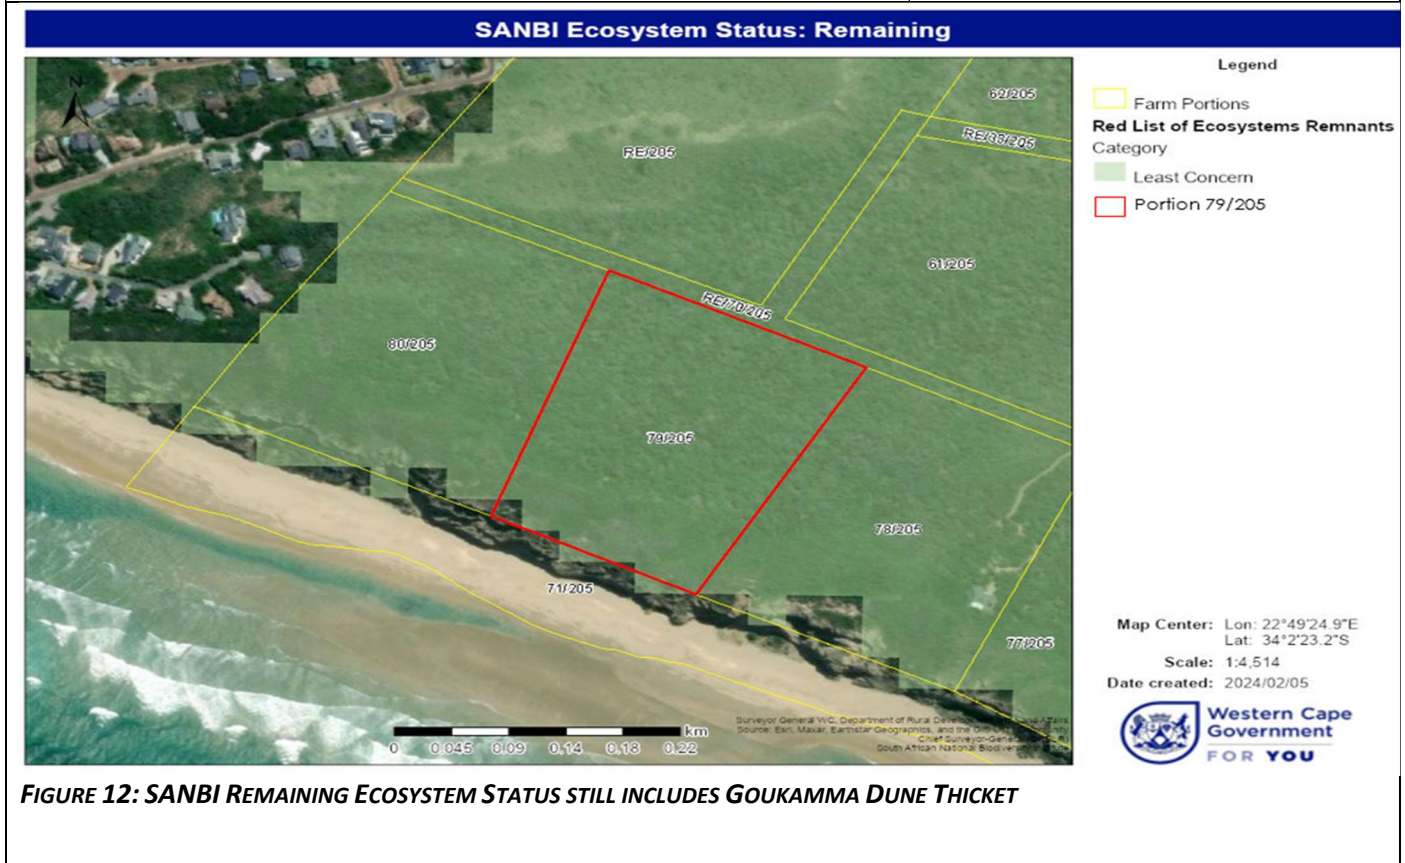 SANBI Ecosystem Status: Remaining
N
Legend
Farm Portions
Red List of Ecosystems Remnants
Category
Least Concern
Portion 79/205
62/205
RE/38/205
RE/205
61/205
RE/70/205
80/205
79/205
78/205
71/205
77/205
Map Center: Lon: 22°49'24.9"E
Lat: 34°2'23.2"S
Scale: 1:4,514
Date created: 2024/02/05
km
0 0.045 0.09 0.14 0.18 0.22
Surveyor General WC, Department of Rural
Source: Esri, Maxar, Earthstar Geographics, and the
Chief Surveyor-General
South African National
Western Cape
Government
FOR YOU
FIGURE 12: SANBI REMAINING ECOSYSTEM STATUS STILL INCLUDES GOUKAMMA DUNE THICKET